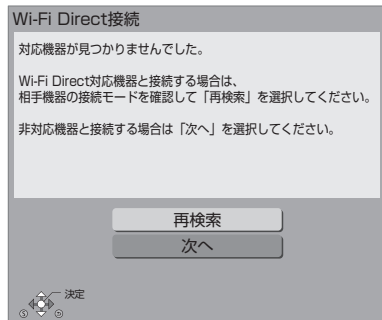 Wi-Fi Direct接続
対応機器が見つかりませんでした。
Wi-Fi Direct対応機器と接続する場合は、
相手機器の接続モードを確認して「再検索」を選択してください。
非対応機器と接続する場合は「次へ」を選択してください。
再検索
次へ
決定